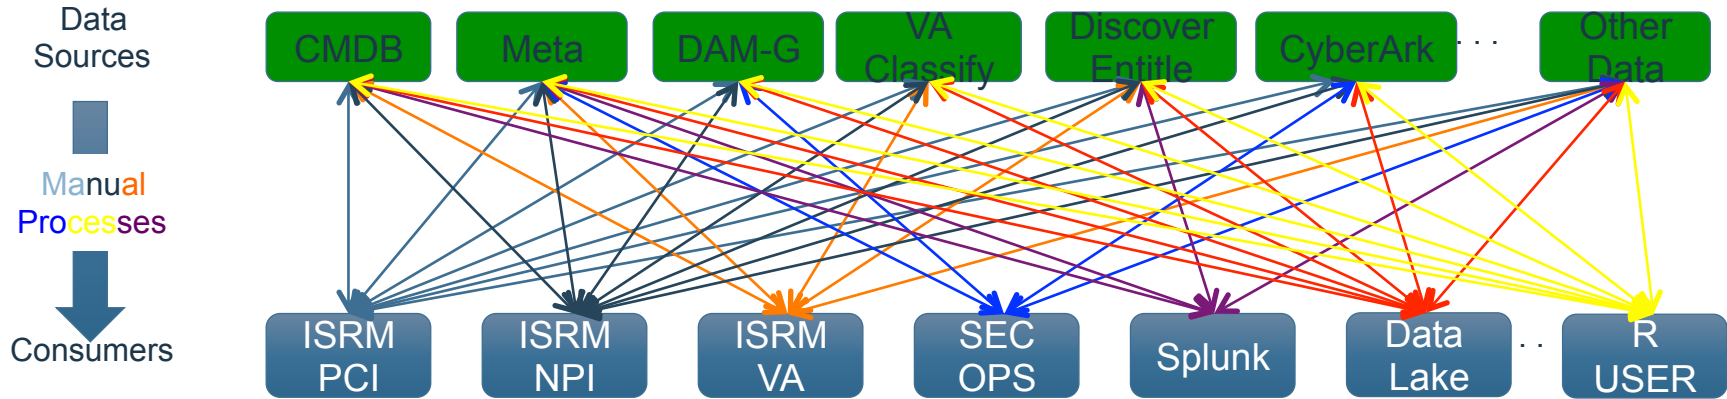 Data
Sources
CMDB
Meta
DAM-G
VA
Classify
Discover
Entitle
CyberArk
. . .
Other
Data
Manual
Processes
Consumers
ISRM
PCI
ISRM
NPI
ISRM
VA
SEC
OPS
Splunk
Data
Lake
. .
R
USER